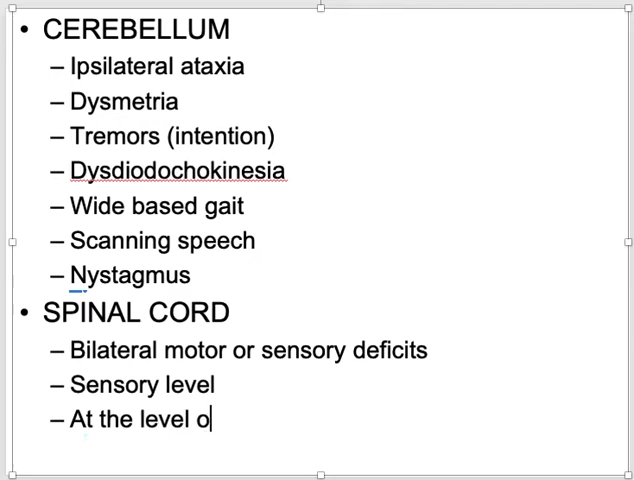 • CEREBELLUM
– Ipsilateral ataxia
– Dysmetria
– Tremors (intention)
– Dysdiodochokinesia
– Wide based gait
– Scanning speech
– Nystagmus
• SPINAL CORD
– Bilateral motor or sensory deficits
– Sensory level
– At the level o